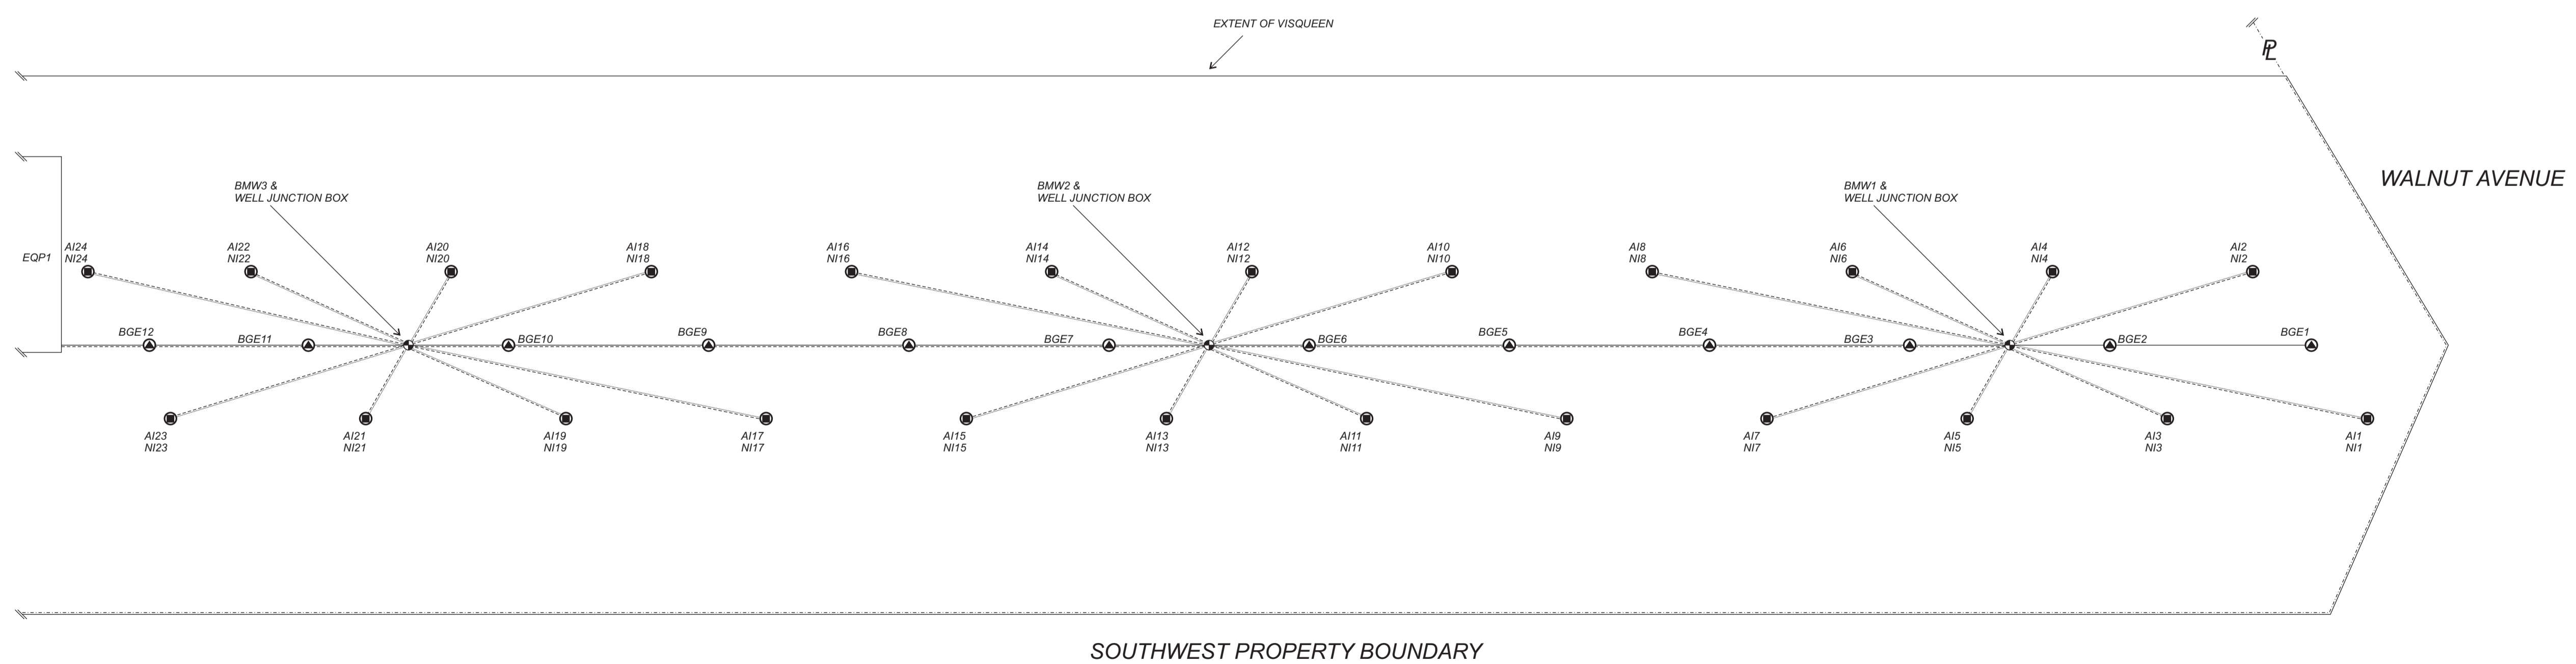 EXTENT OF VISQUEEN
PL
WALNUT AVENUE
BMW3 &
WELL JUNCTION BOX
BMW2 &
WELL JUNCTION BOX
BMW1 &
WELL JUNCTION BOX
EQP1
AI24
NI24
AI22
NI22
AI20
NI20
AI18
NI18
AI16
NI16
AI14
NI14
AI12
NI12
AI10
NI10
AI8
NI8
AI6
NI6
AI4
NI4
AI2
NI2
BGE12
BGE11
BGE10
BGE9
BGE8
BGE7
BGE6
BGE5
BGE4
BGE3
BGE2
BGE1
AI23
NI23
AI21
NI21
AI19
NI19
AI17
NI17
AI15
NI15
AI13
NI13
AI11
NI11
AI9
NI9
AI7
NI7
AI5
NI5
AI3
NI3
AI1
NI1
SOUTHWEST PROPERTY BOUNDARY